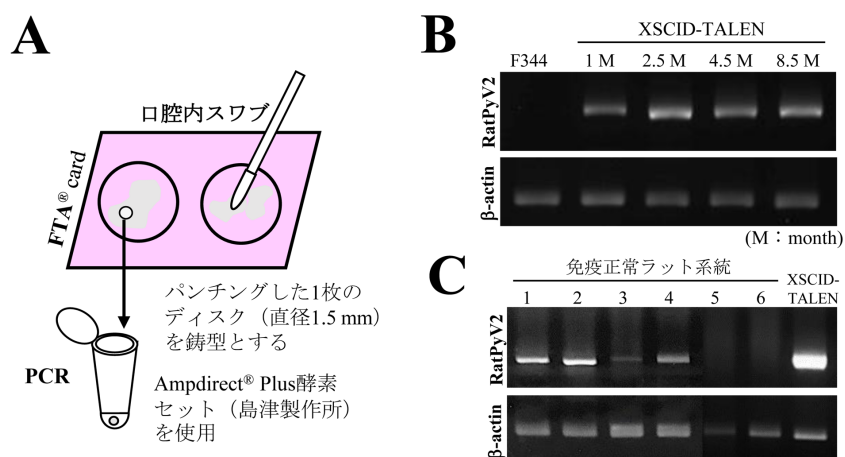 A
口腔内スワブ
FTA® card
パンチングした1枚の
ディスク（直径1.5 mm）
を鋳型とする
PCR
Ampdirect® Plus酵素
セット（島津製作所）
を使用
B
XSCID-TALEN
F344 1 M 2.5 M 4.5 M 8.5 M
RatPyV2
β-actin
(M：month)
C
免疫正常ラット系統
XSCID-
TALEN
1 2 3 4 5 6
RatPyV2
β-actin